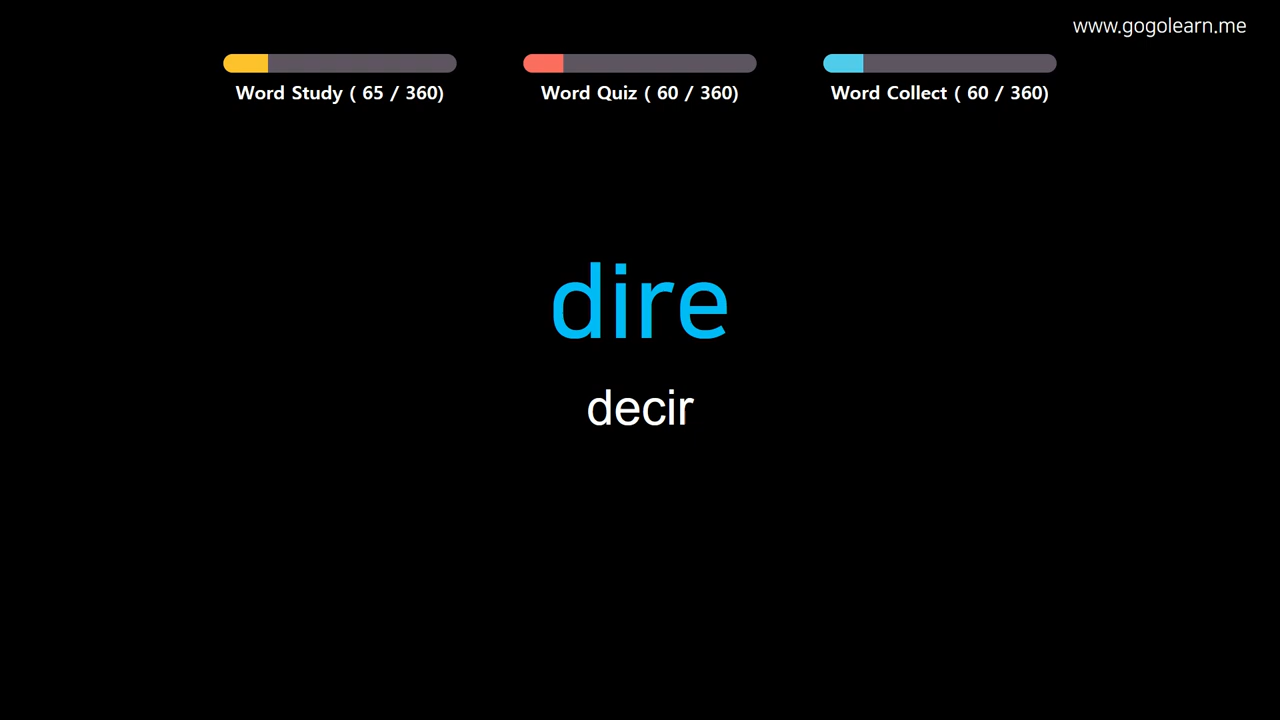 www.gogolearn.me
Word Study ( 65 / 360)
Word Quiz ( 60 / 360)
Word Collect ( 60 / 360)
dire
decir